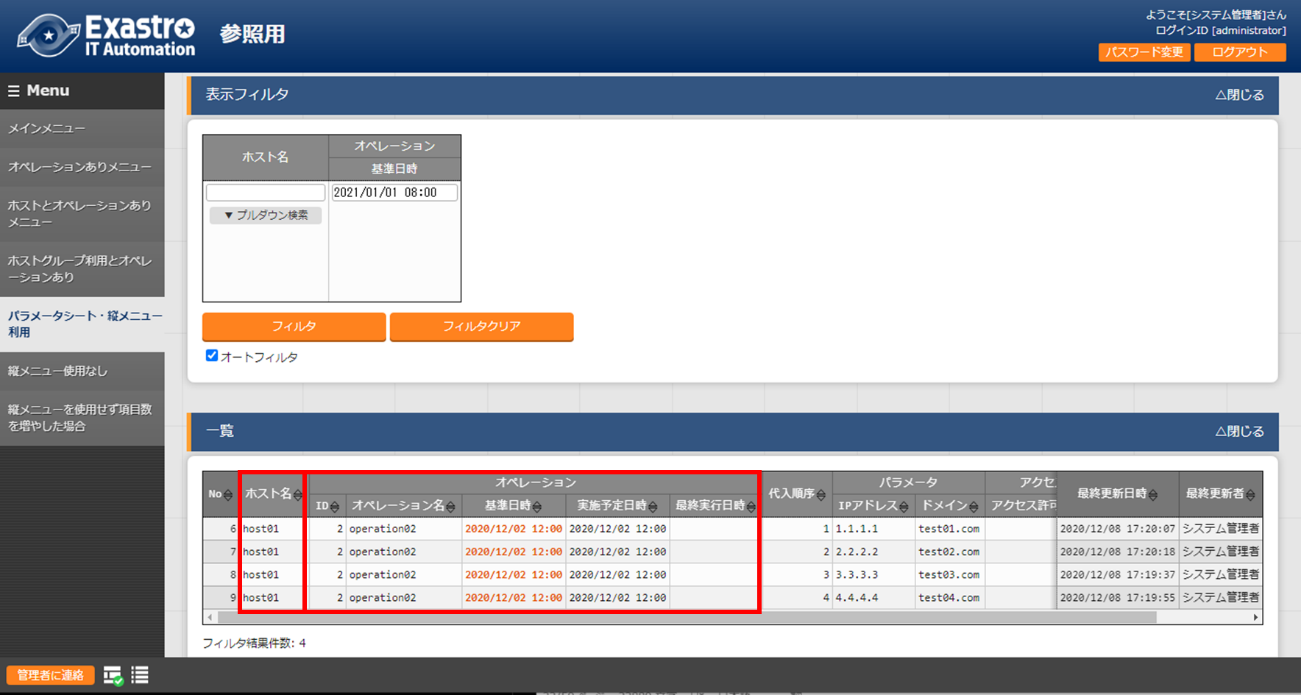 Exastro
IT Automation
参照用
ようこそ[システム管理者]さん
ログインID [administrator]
パスワード変更 ログアウト
☰ Menu
メインメニュー
オペレーションありメニュー
ホストとオペレーションあり
メニュー
ホストグループ利用とオペレ
ーションあり
パラメータシート・縦メニュー
利用
縦メニュー使用なし
縦メニューを使用せず項目数
を増やした場合
表示フィルタ △閉じる
ホスト名 オペレーション
基準日時
2021/01/01 08:00
▼ プルダウン検索
フィルタ フィルタクリア
オートフィルタ
一覧 △閉じる
No ホスト名 オペレーション 代入順序 パラメータ アクセ 最終更新日時 最終更新者
ID オペレーション名 基準日時 実施予定日時 最終実行日時 IPアドレス ドメイン アクセス許可
6 host01 2 operation02 2020/12/02 12:00 2020/12/02 12:00 1 1.1.1.1 test01.com 2020/12/08 17:20:07 システム管理者
7 host01 2 operation02 2020/12/02 12:00 2020/12/02 12:00 2 2.2.2.2 test02.com 2020/12/08 17:20:18 システム管理者
8 host01 2 operation02 2020/12/02 12:00 2020/12/02 12:00 3 3.3.3.3 test03.com 2020/12/08 17:19:37 システム管理者
9 host01 2 operation02 2020/12/02 12:00 2020/12/02 12:00 4 4.4.4.4 test04.com 2020/12/08 17:19:55 システム管理者
フィルタ結果件数: 4
管理者に連絡